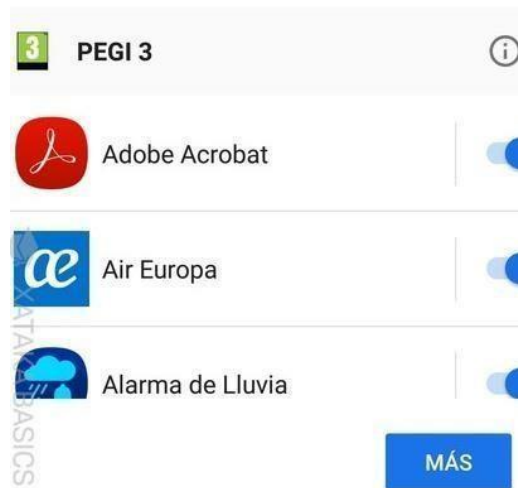 3 PEGI 3
Adobe Acrobat
æ Air Europa
Alarma de Lluvia
MÁS
XATAKA BASICS